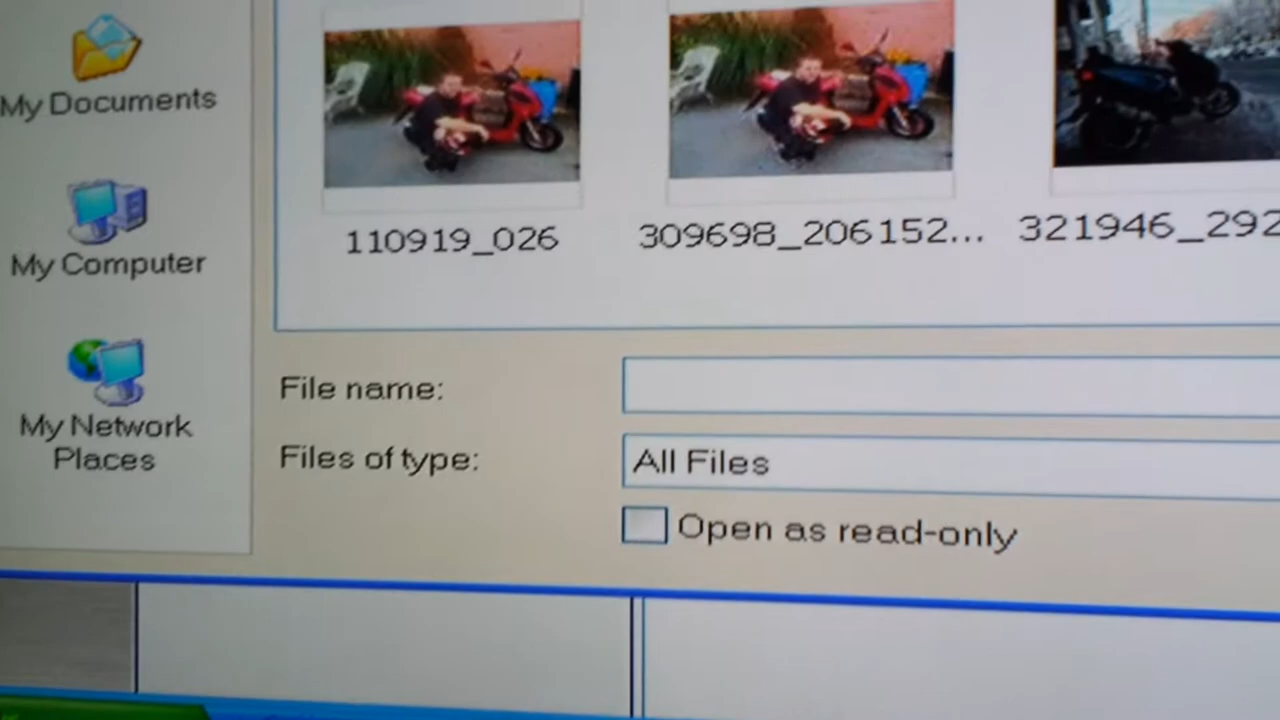 My Documents
My Computer
My Network
Places
110919_026
309698_206152...
321946_292
File name:
Files of type:
All Files
Open as read-only